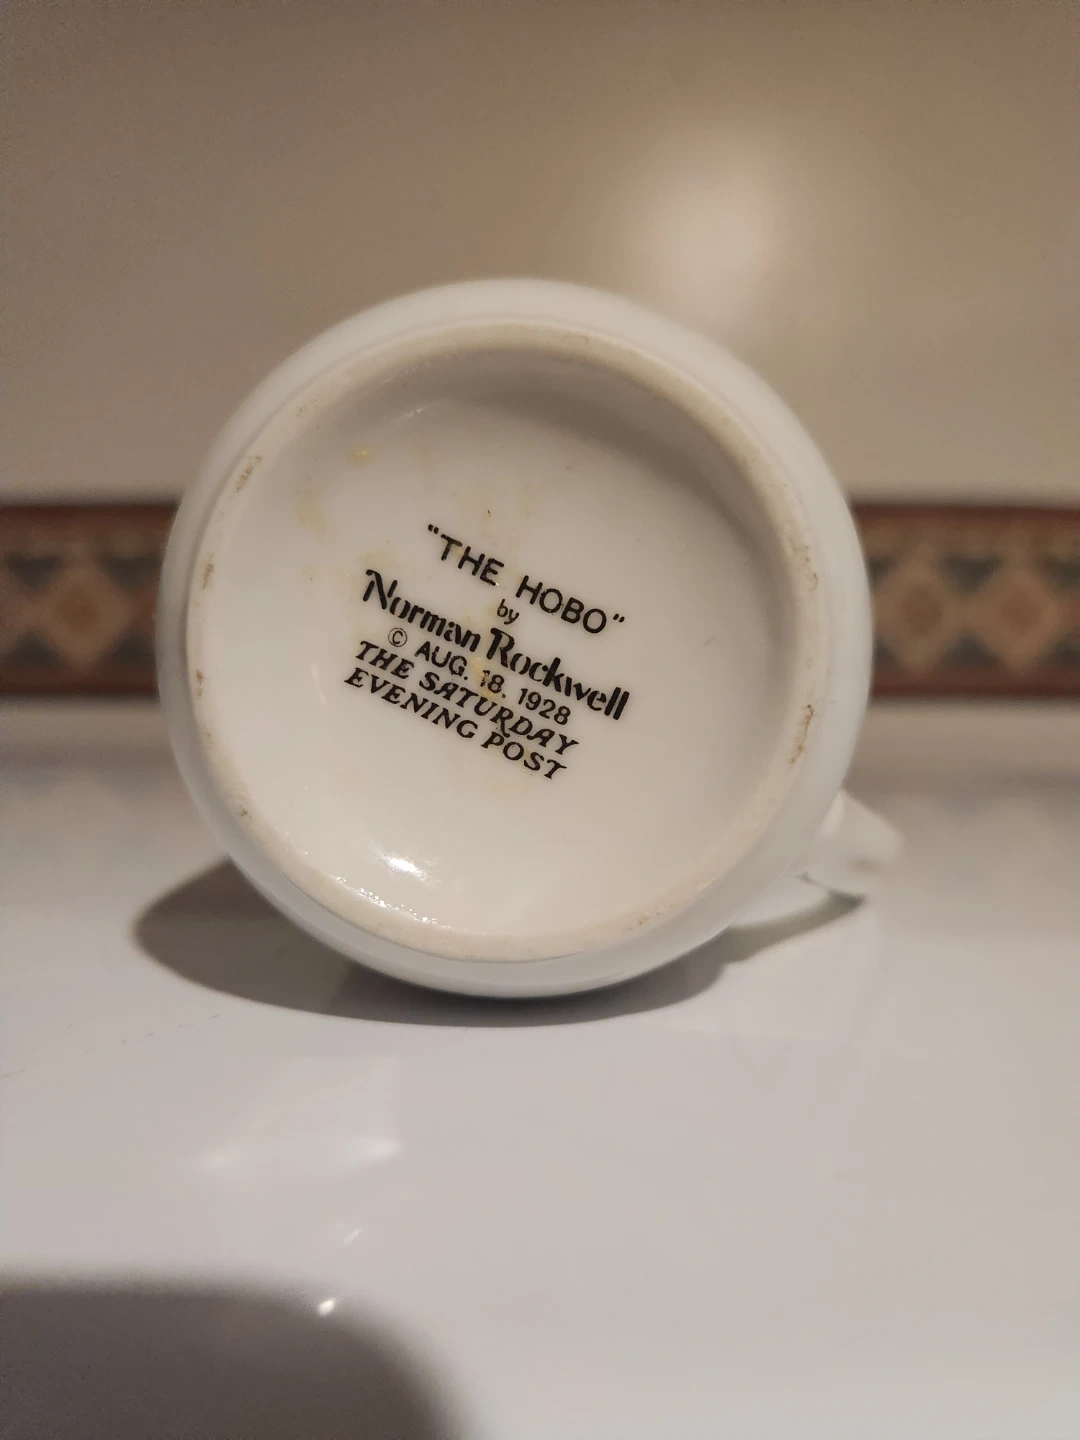 "THE HOBO"
by
Norman Rockwell
© AUG. 18, 1928
THE SATURDAY
EVENING POST